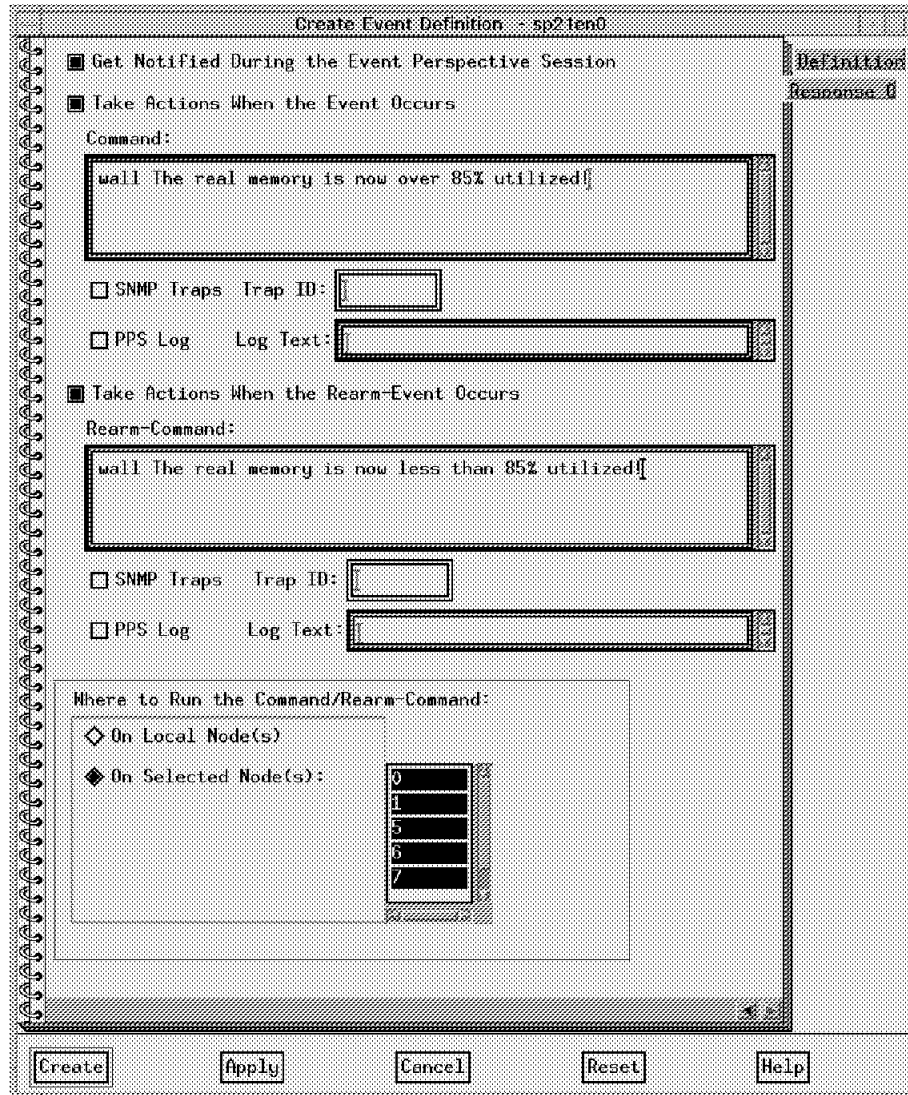 Create Event Definition - sp21en0
Get Notified During the Event Perspective Session
Definition
Response O
Take Actions When the Event Occurs
Command:
wall The real memory is now over 85% utilized!
SNMP Traps Trap ID:
PPS Log Log Text:
Take Actions When the Rearm-Event Occurs
Rearm-Command:
wall The real memory is now less than 85% utilized!
SNMP Traps Trap ID:
PPS Log Log Text:
Where to Run the Command/Rearm-Command:
On Local Node(s)
On Selected Node(s):
0
1
5
6
7
Create Apply Cancel Reset Help